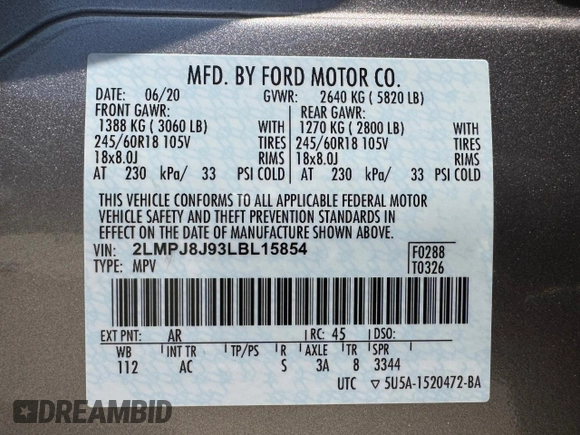 MFD. BY FORD MOTOR CO.
DATE: 06/20 GVWR: 2640 KG ( 5820 LB)
FRONT GAWR: REAR GAWR:
1388 KG ( 3060 LB) WITH 1270 KG ( 2800 LB) WITH
245/60R18 105V TIRES 245/60R18 105V TIRES
18x8.0J RIMS 18x8.0J RIMS
AT 230 kPa/ 33 PSI COLD AT 230 kPa/ 33 PSI COLD
THIS VEHICLE CONFORMS TO ALL APPLICABLE FEDERAL MOTOR
VEHICLE SAFETY AND THEFT PREVENTION STANDARDS IN
EFFECT ON THE DATE OF MANUFACTURE SHOWN ABOVE.
VIN: 2LMPJ8J93LBL15854 F0288
TYPE: MPV T0326
EXT PNT: AR RC: 45 DSO:
WB INT TR TP/PS R AXLE TR SPR
112 AC S 3A 8 3344
UTC ▽ 5U5A-1520472-BA
DREAMBID